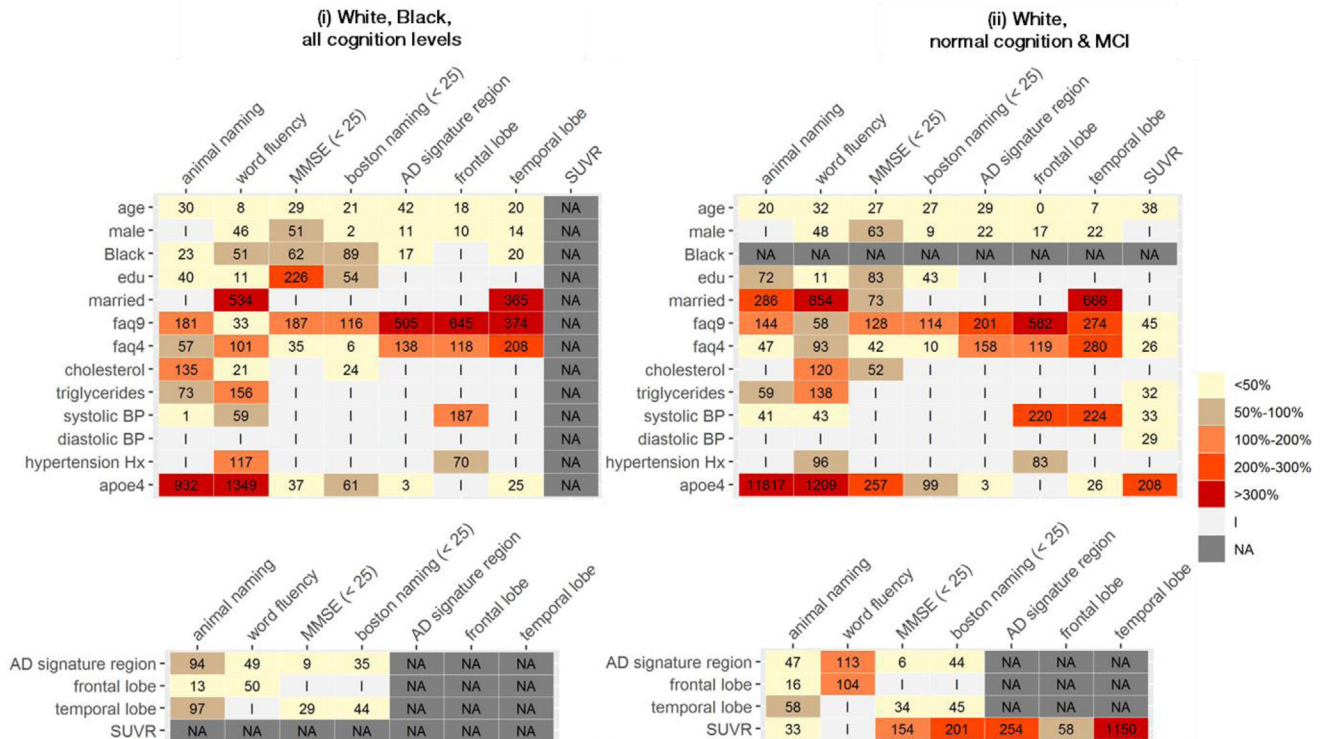 (i) White, Black,
all cognition levels
animal naming
word fluency
MMSE (< 25)
boston naming (< 25)
AD signature region
frontal lobe
temporal lobe
SUVR
age 30 8 29 21 42 18 20 NA
male I 46 51 2 11 10 14 NA
Black 23 51 62 89 17 I 20 NA
edu 40 11 226 54 I I I NA
married I 534 I I I I 365 NA
faq9 181 33 187 116 505 645 374 NA
faq4 57 101 35 6 138 118 208 NA
cholesterol 135 21 I 24 I I I NA
triglycerides 73 156 I I I I I NA
systolic BP 1 59 I I I 187 I NA
diastolic BP I I I I I I I NA
hypertension Hx I 117 I I I 70 I NA
apoe4 932 1349 37 61 3 I 25 NA
(ii) White,
normal cognition & MCI
animal naming
word fluency
MMSE (< 25)
boston naming (< 25)
AD signature region
frontal lobe
temporal lobe
SUVR
age 20 32 27 27 29 0 7 38
male I 48 63 9 22 17 22 I
Black NA NA NA NA NA NA NA NA
edu 72 11 83 43 I I I I
married 286 654 73 I I I 666 I
faq9 144 58 128 114 201 582 274 45
faq4 47 93 42 10 158 119 280 26
cholesterol I 120 52 I I I I I
triglycerides 59 138 I I I I I 32
systolic BP 41 43 I I I 220 224 33
diastolic BP I I I I I I I 29
hypertension Hx I 96 I I I 83 I I
apoe4 11817 1209 257 99 3 I 26 208
<50%
50%-100%
100%-200%
200%-300%
>300%
I
NA
animal naming
word fluency
MMSE (< 25)
boston naming (< 25)
AD signature region
frontal lobe
temporal lobe
AD signature region 94 49 9 35 NA NA NA
frontal lobe 13 50 I I NA NA NA
temporal lobe 97 I 29 44 NA NA NA
SUVR NA NA NA NA NA NA NA
animal naming
word fluency
MMSE (< 25)
boston naming (< 25)
AD signature region
frontal lobe
temporal lobe
AD signature region 47 113 6 44 NA NA NA
frontal lobe 16 104 I I NA NA NA
temporal lobe 58 I 34 45 NA NA NA
SUVR 33 I 154 201 254 58 1150